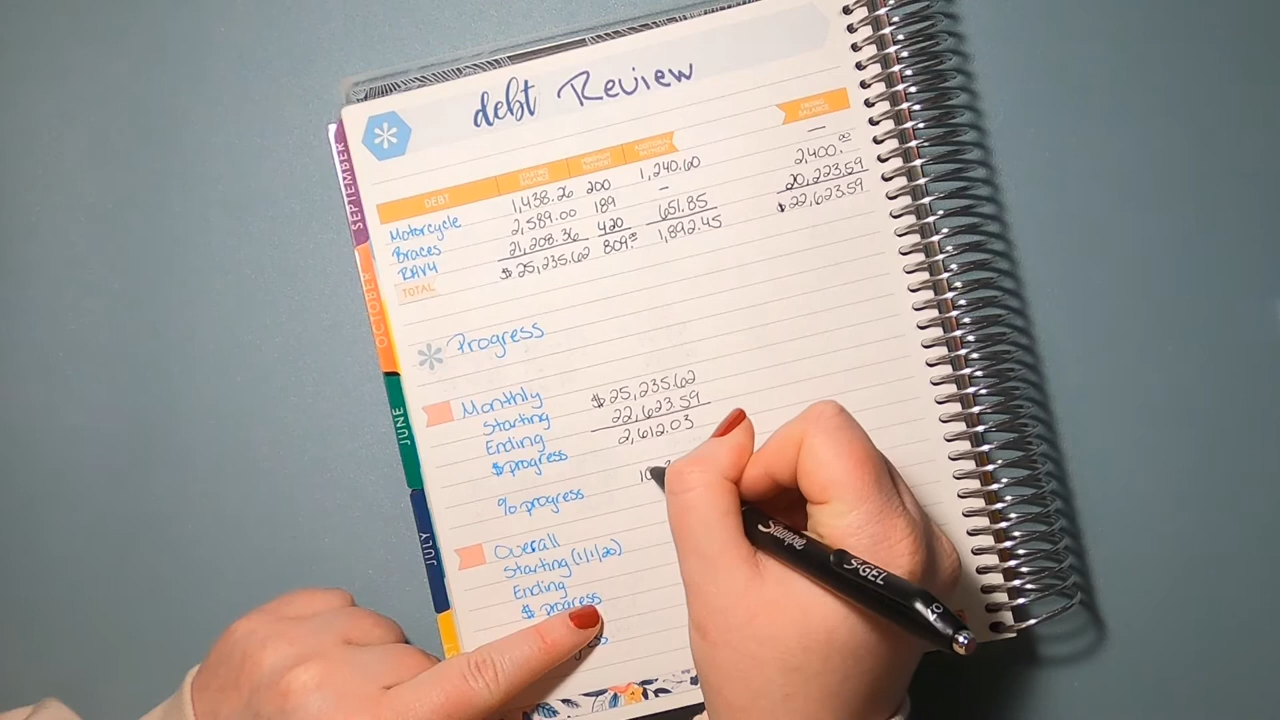 debt Review
DEBT STARTING BALANCE MINIMUM PAYMENT ADDITIONAL PAYMENT ENDING BALANCE
Motorcycle 1,438.26 200 1,240.60 —
Braces 2,589.00 189 — 2,400.00
RAV4 21,208.36 420 651.85 20,223.59
TOTAL $25,235.62 809.00 1,892.45 $22,623.59
Progress
Monthly
Starting $25,235.62
Ending 22,623.59
$ progress 2,612.03
% progress
Overall
Starting (1/1/20)
Ending
$ progress
SEPTEMBER
OCTOBER
JUNE
JULY
Sharpie
S·GEL